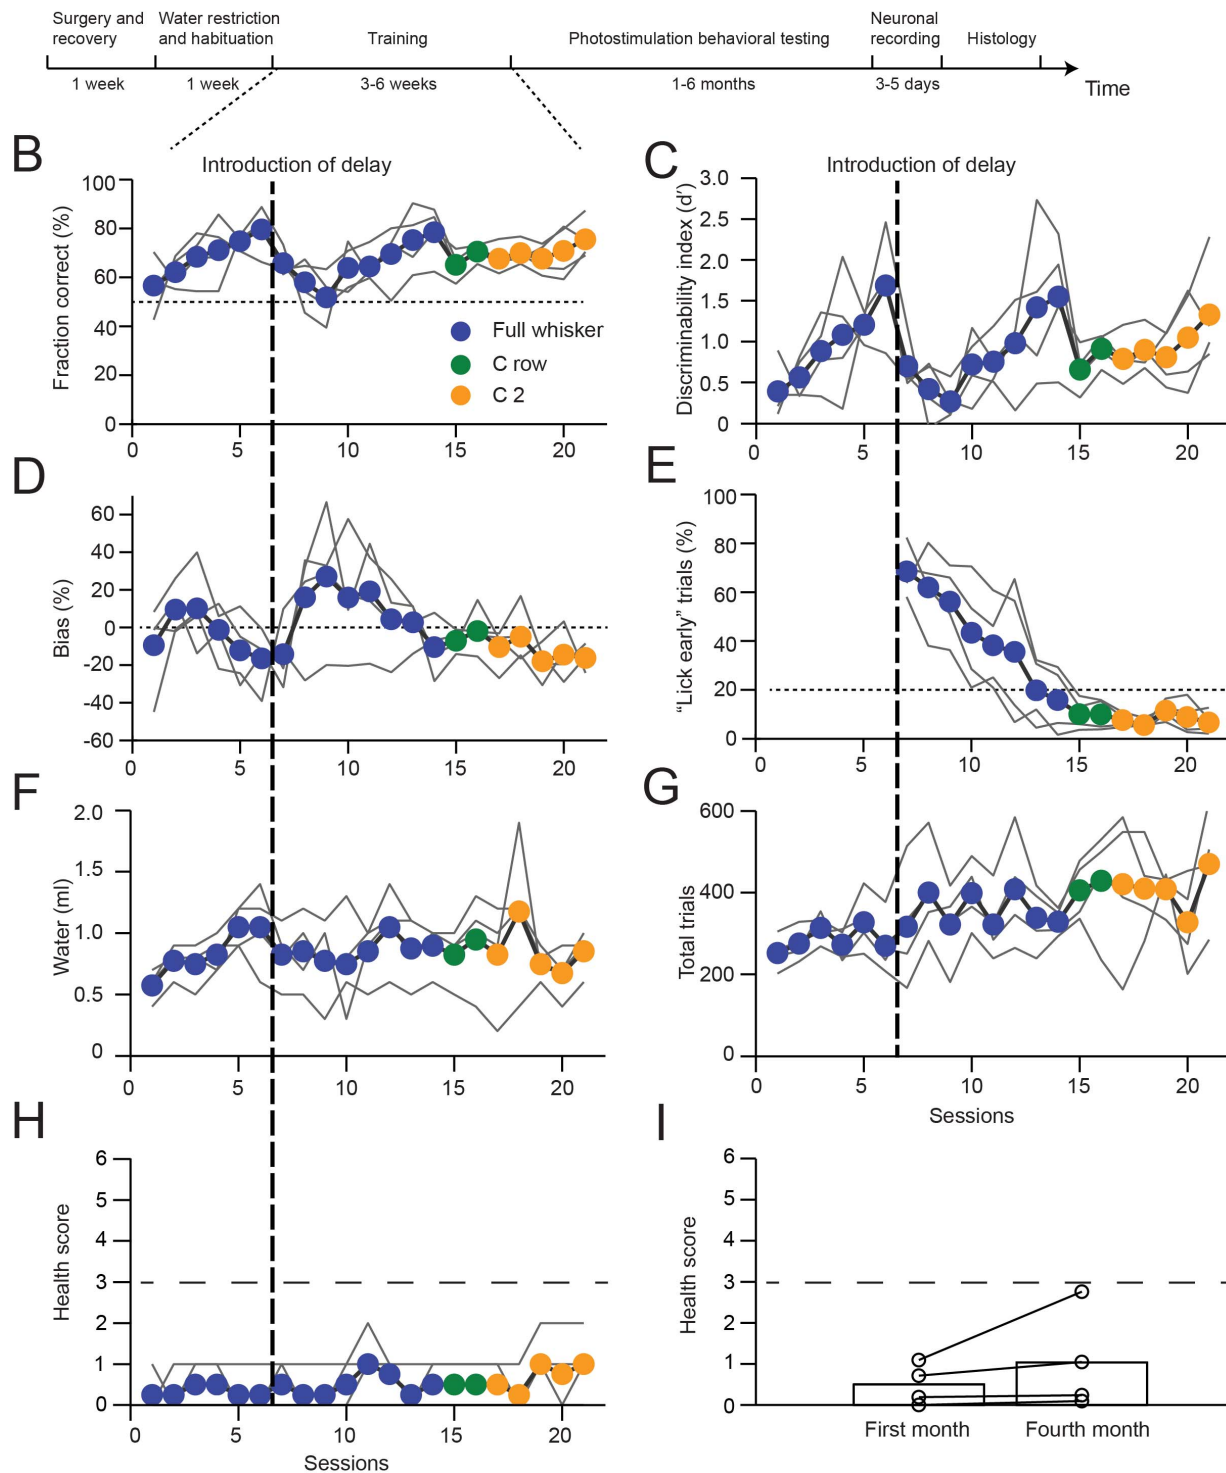 Surgery and recovery
Water restriction and habituation
Training
Photostimulation behavioral testing
Neuronal recording
Histology
1 week
1 week
3-6 weeks
1-6 months
3-5 days
Time
B
Introduction of delay
Fraction correct (%)
100
80
60
40
20
0
Full whisker
C row
C 2
0 5 10 15 20
C
Introduction of delay
Discriminability index (d′)
3.0
2.5
2.0
1.5
1.0
0.5
0
0 5 10 15 20
D
Bias (%)
60
40
20
0
-20
-40
-60
0 5 10 15 20
E
“Lick early” trials (%)
100
80
60
40
20
0
0 5 10 15 20
F
Water (ml)
2.0
1.5
1.0
0.5
0
0 5 10 15 20
G
Total trials
600
400
200
0
0 5 10 15 20
Sessions
H
Health score
6
5
4
3
2
1
0
0 5 10 15 20
Sessions
I
Health score
6
5
4
3
2
1
0
First month
Fourth month